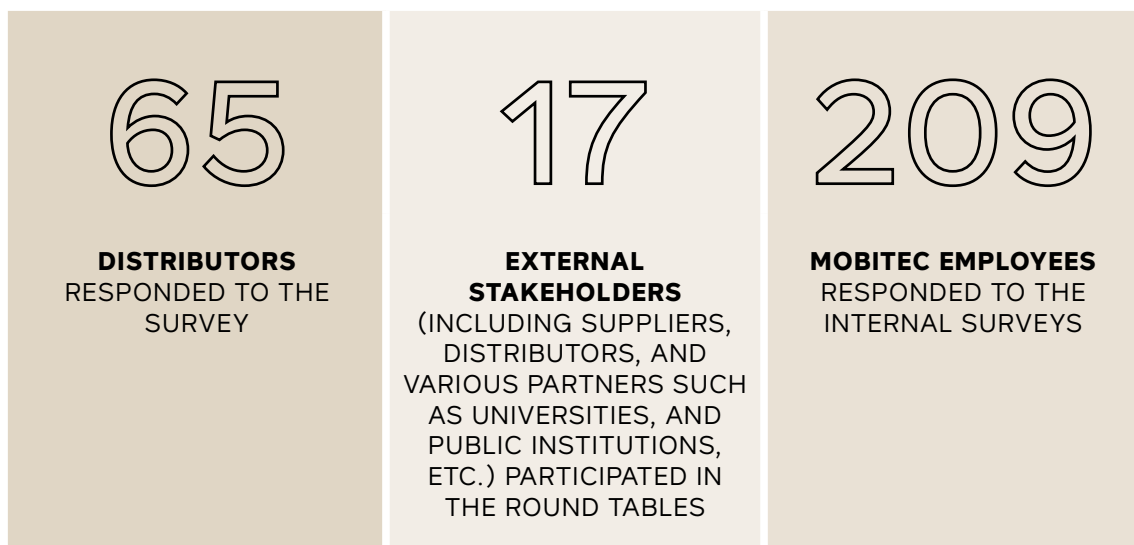 65
DISTRIBUTORS
RESPONDED TO THE
SURVEY
17
EXTERNAL
STAKEHOLDERS
(INCLUDING SUPPLIERS,
DISTRIBUTORS, AND
VARIOUS PARTNERS SUCH
AS UNIVERSITIES, AND
PUBLIC INSTITUTIONS,
ETC.) PARTICIPATED IN
THE ROUND TABLES
209
MOBITEC EMPLOYEES
RESPONDED TO THE
INTERNAL SURVEYS